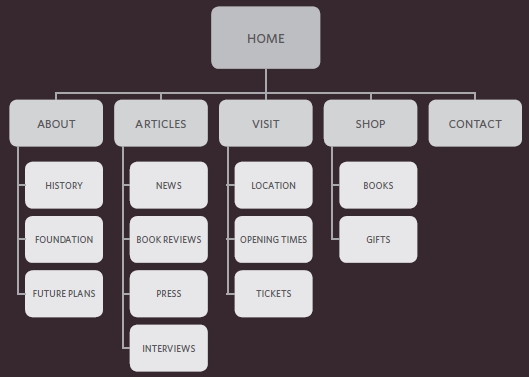 HOME
ABOUT
ARTICLES
VISIT
SHOP
CONTACT
HISTORY
NEWS
LOCATION
BOOKS
FOUNDATION
BOOK REVIEWS
OPENING TIMES
GIFTS
FUTURE PLANS
PRESS
TICKETS
INTERVIEWS